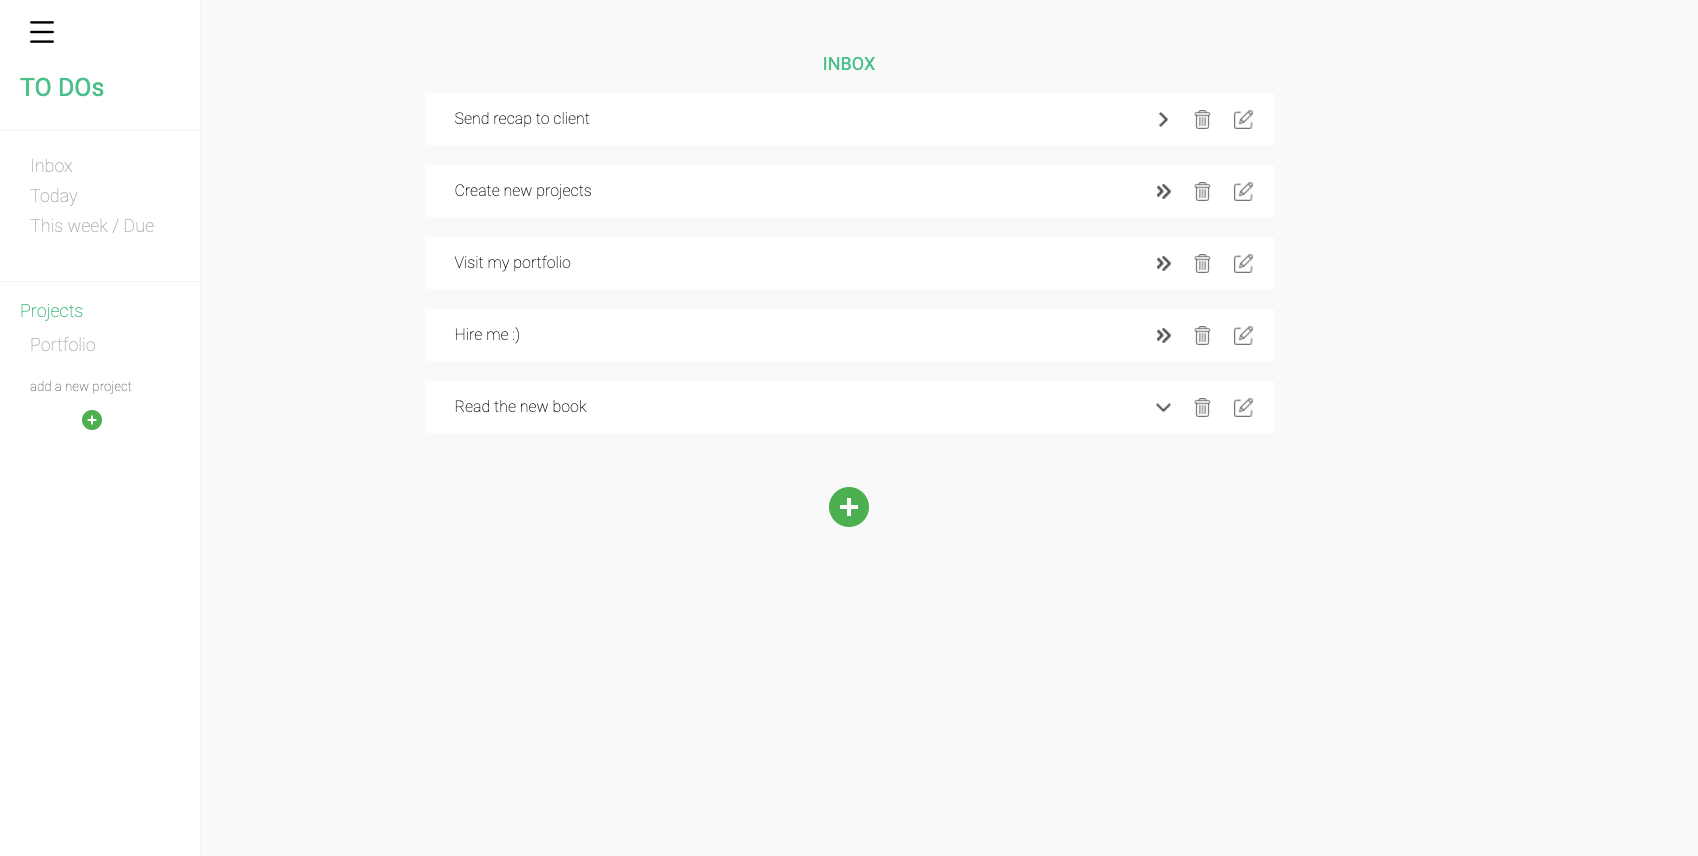 TO DOs
Inbox
Today
This week / Due
Projects
Portfolio
add a new project
INBOX
Send recap to client
Create new projects
Visit my portfolio
Hire me :)
Read the new book